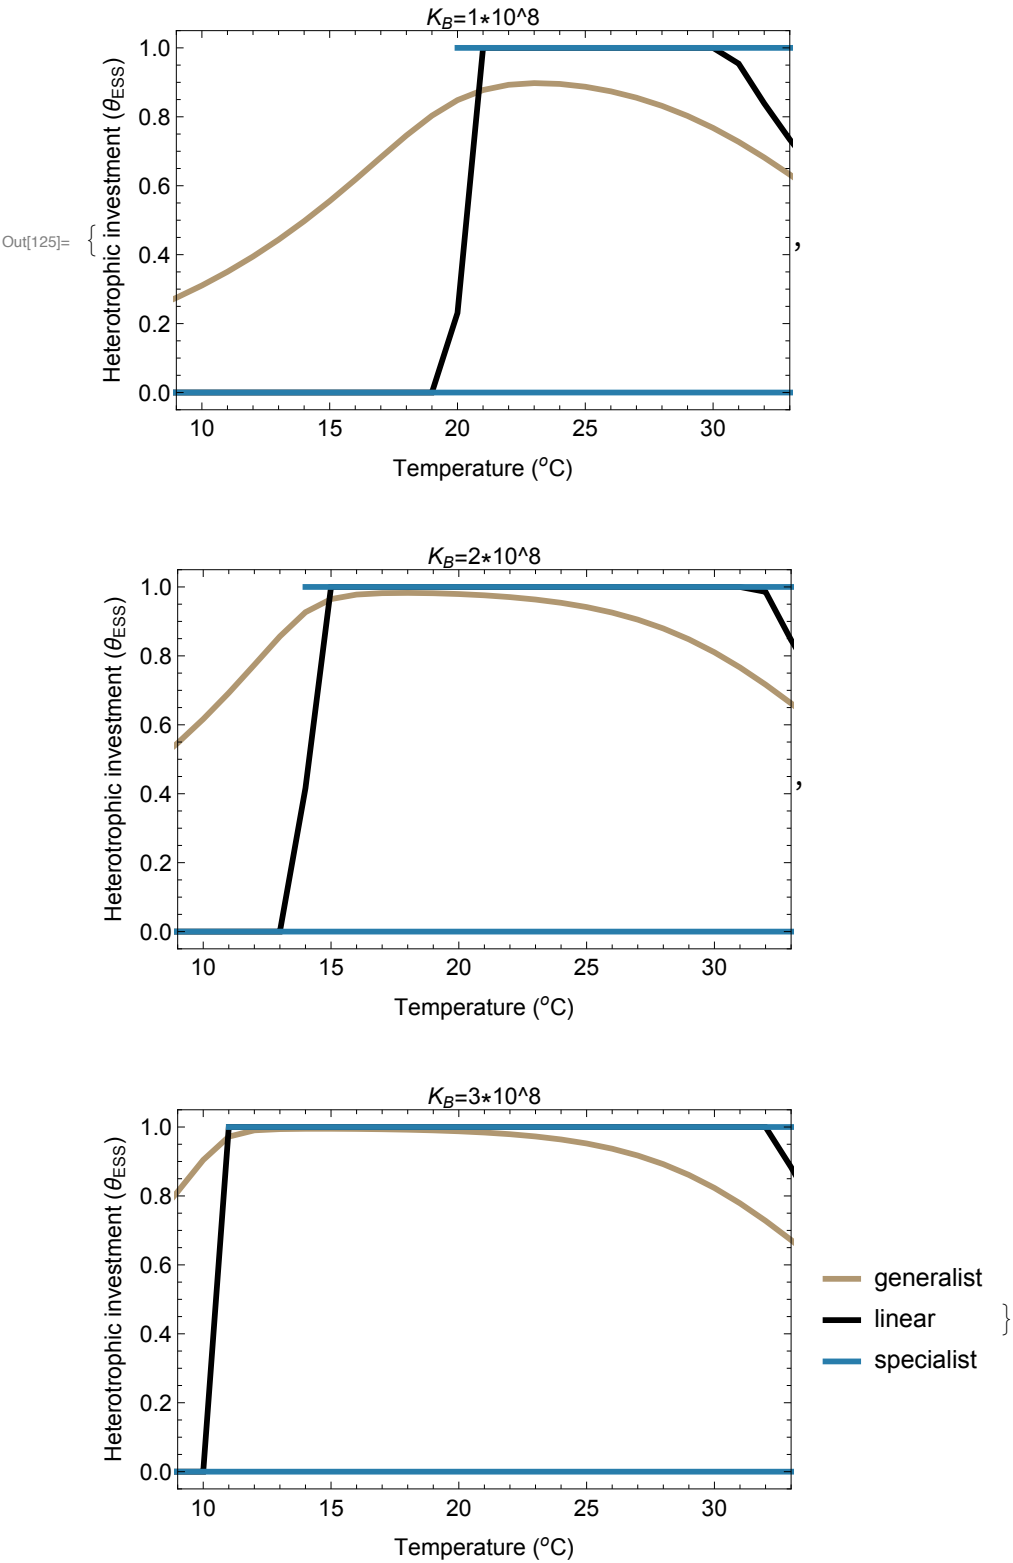 K_B=1*10^8
Out[125]= {
Heterotrophic investment (θ_ESS)
1.0
0.8
0.6
0.4
0.2
0.0
,
10 15 20 25 30
Temperature (°C)
K_B=2*10^8
Heterotrophic investment (θ_ESS)
1.0
0.8
0.6
0.4
0.2
0.0
,
10 15 20 25 30
Temperature (°C)
K_B=3*10^8
Heterotrophic investment (θ_ESS)
1.0
0.8
0.6
0.4
0.2
0.0
10 15 20 25 30
Temperature (°C)
generalist
linear }
specialist